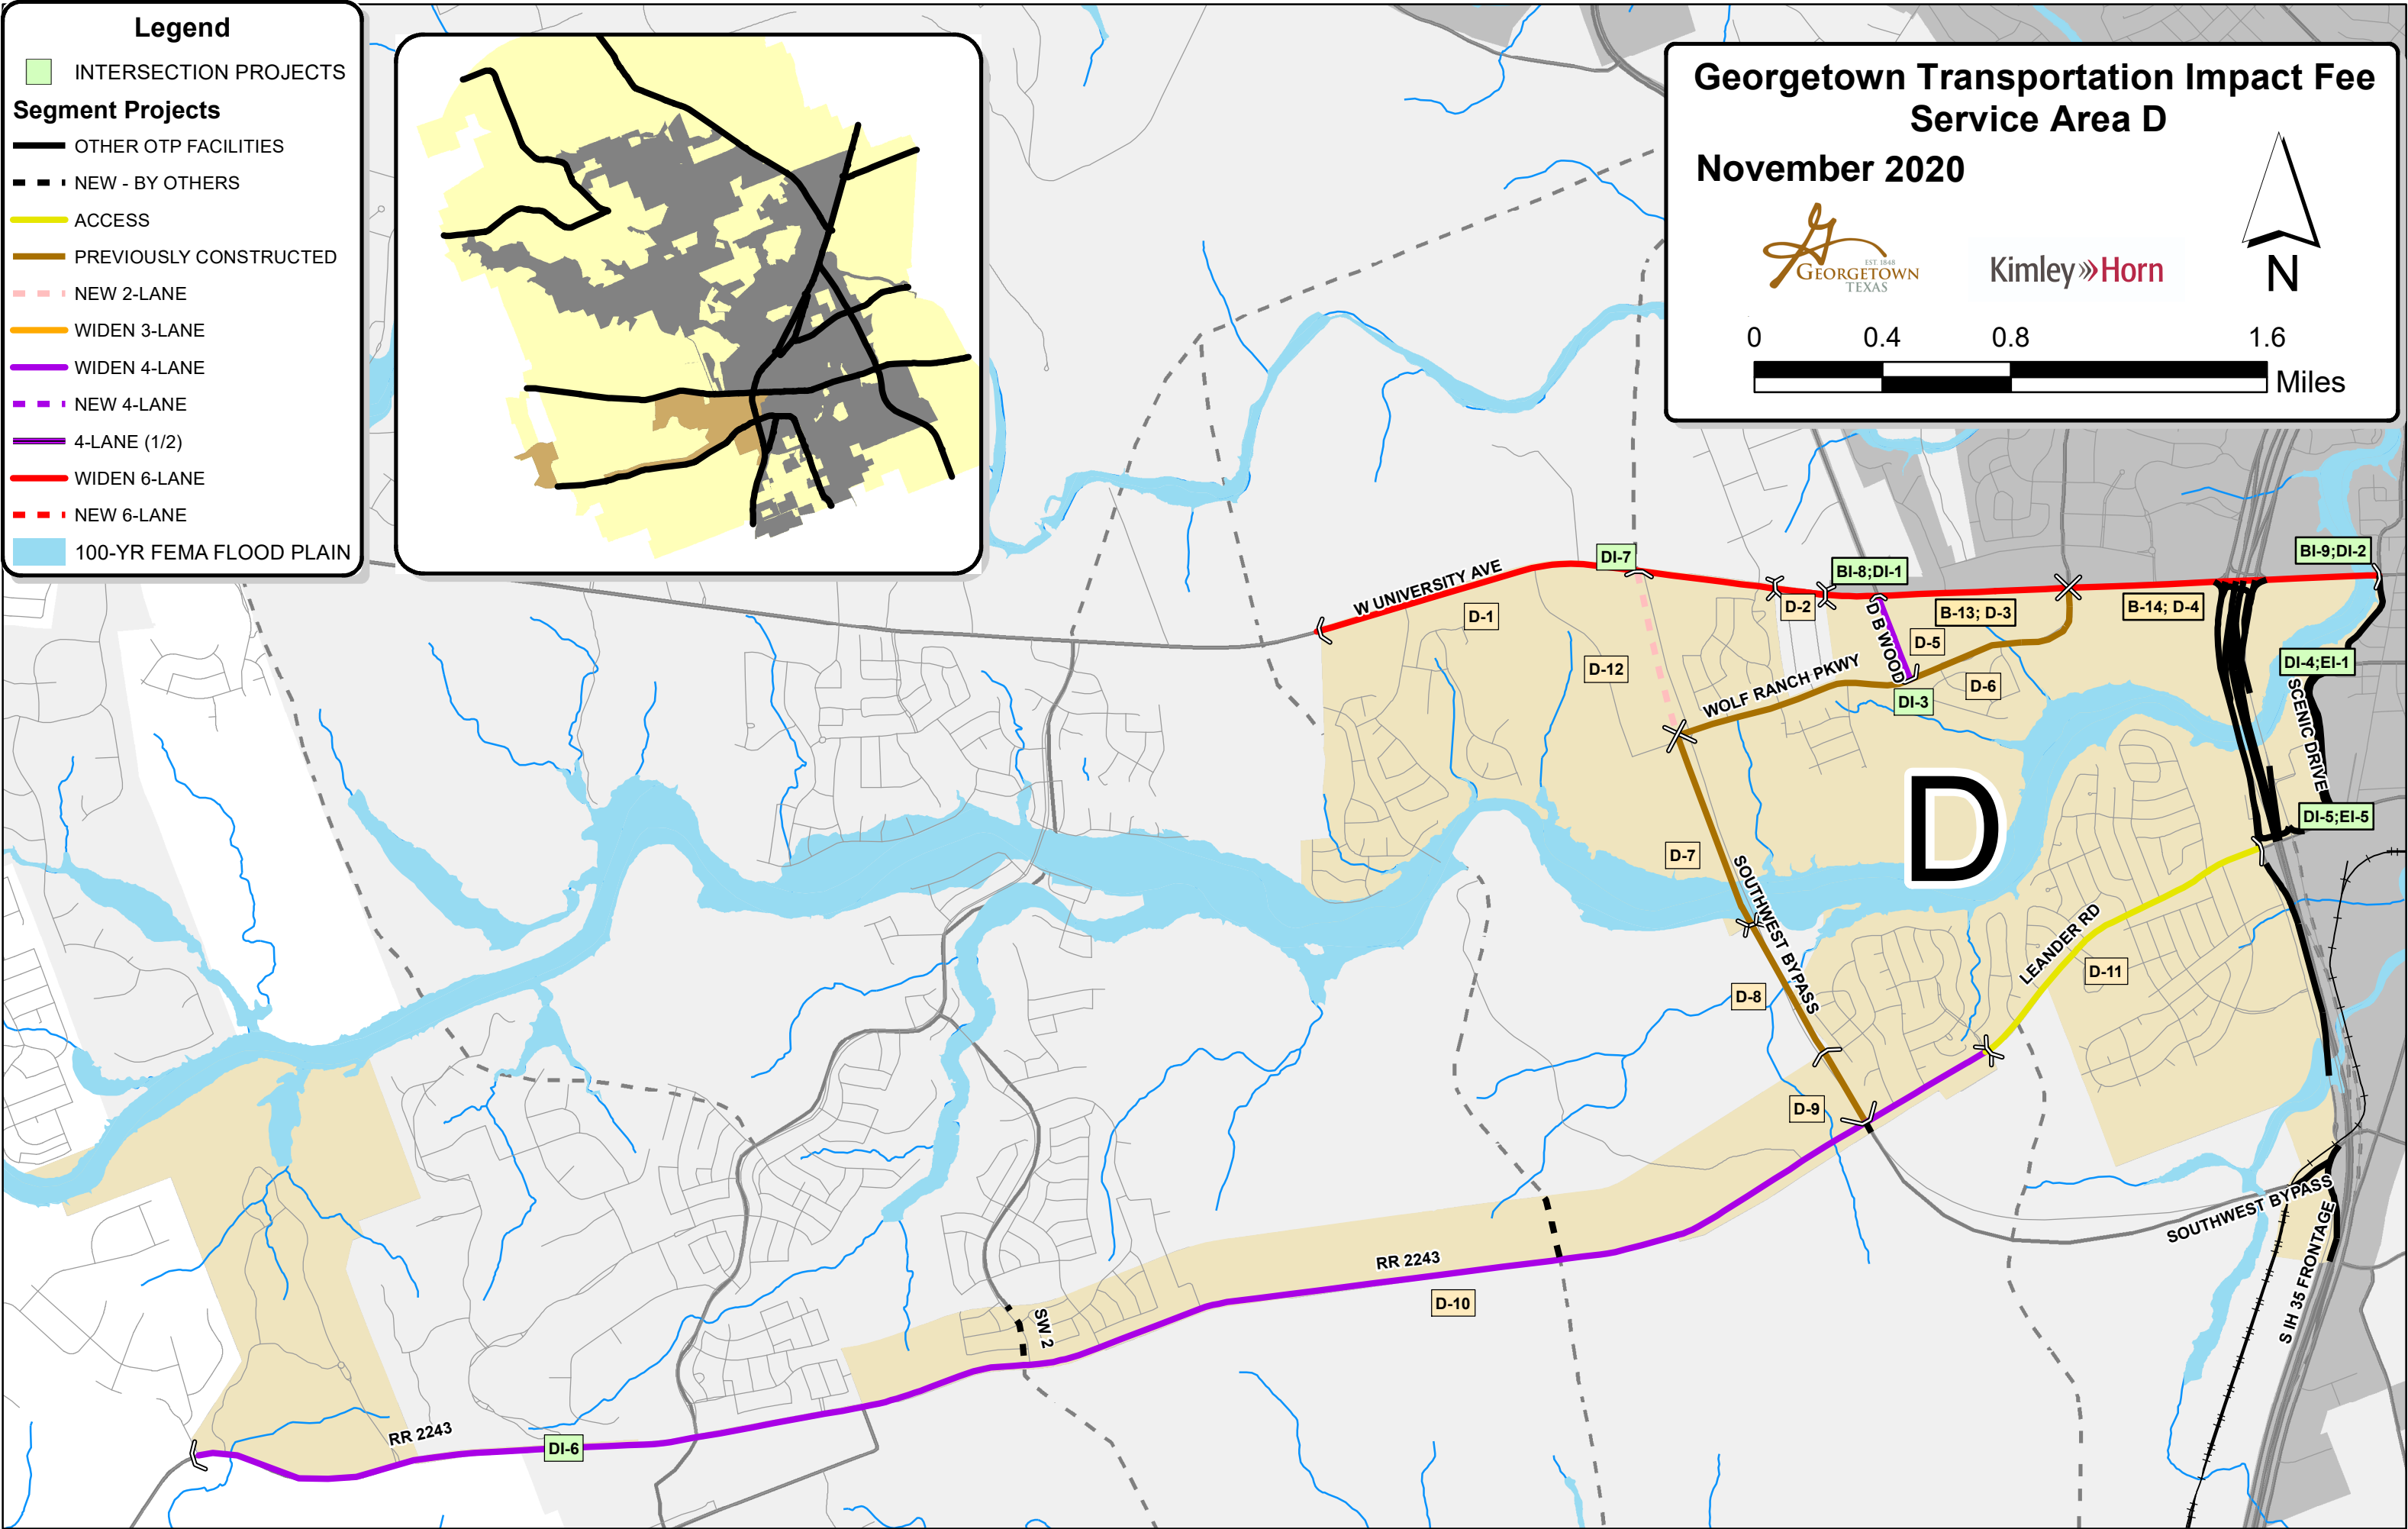 Legend
INTERSECTION PROJECTS
Segment Projects
OTHER OTP FACILITIES
NEW - BY OTHERS
ACCESS
PREVIOUSLY CONSTRUCTED
NEW 2-LANE
WIDEN 3-LANE
WIDEN 4-LANE
NEW 4-LANE
4-LANE (1/2)
WIDEN 6-LANE
NEW 6-LANE
100-YR FEMA FLOOD PLAIN
Georgetown Transportation Impact Fee
Service Area D
November 2020
EST. 1848
GEORGETOWN
TEXAS
Kimley»Horn
N
0 0.4 0.8 1.6
Miles
BI-9;DI-2
DI-7
BI-8;DI-1
W UNIVERSITY AVE
D-1
D-2
B-13; D-3
B-14; D-4
D B WOOD
D-5
DI-4;EI-1
D-12
WOLF RANCH PKWY
D-6
DI-3
SCENIC DRIVE
D
DI-5;EI-5
D-7
SOUTHWEST BYPASS
LEANDER RD
D-11
D-8
D-9
SOUTHWEST BYPASS
S IH 35 FRONTAGE
RR 2243
D-10
SW 2
RR 2243
DI-6